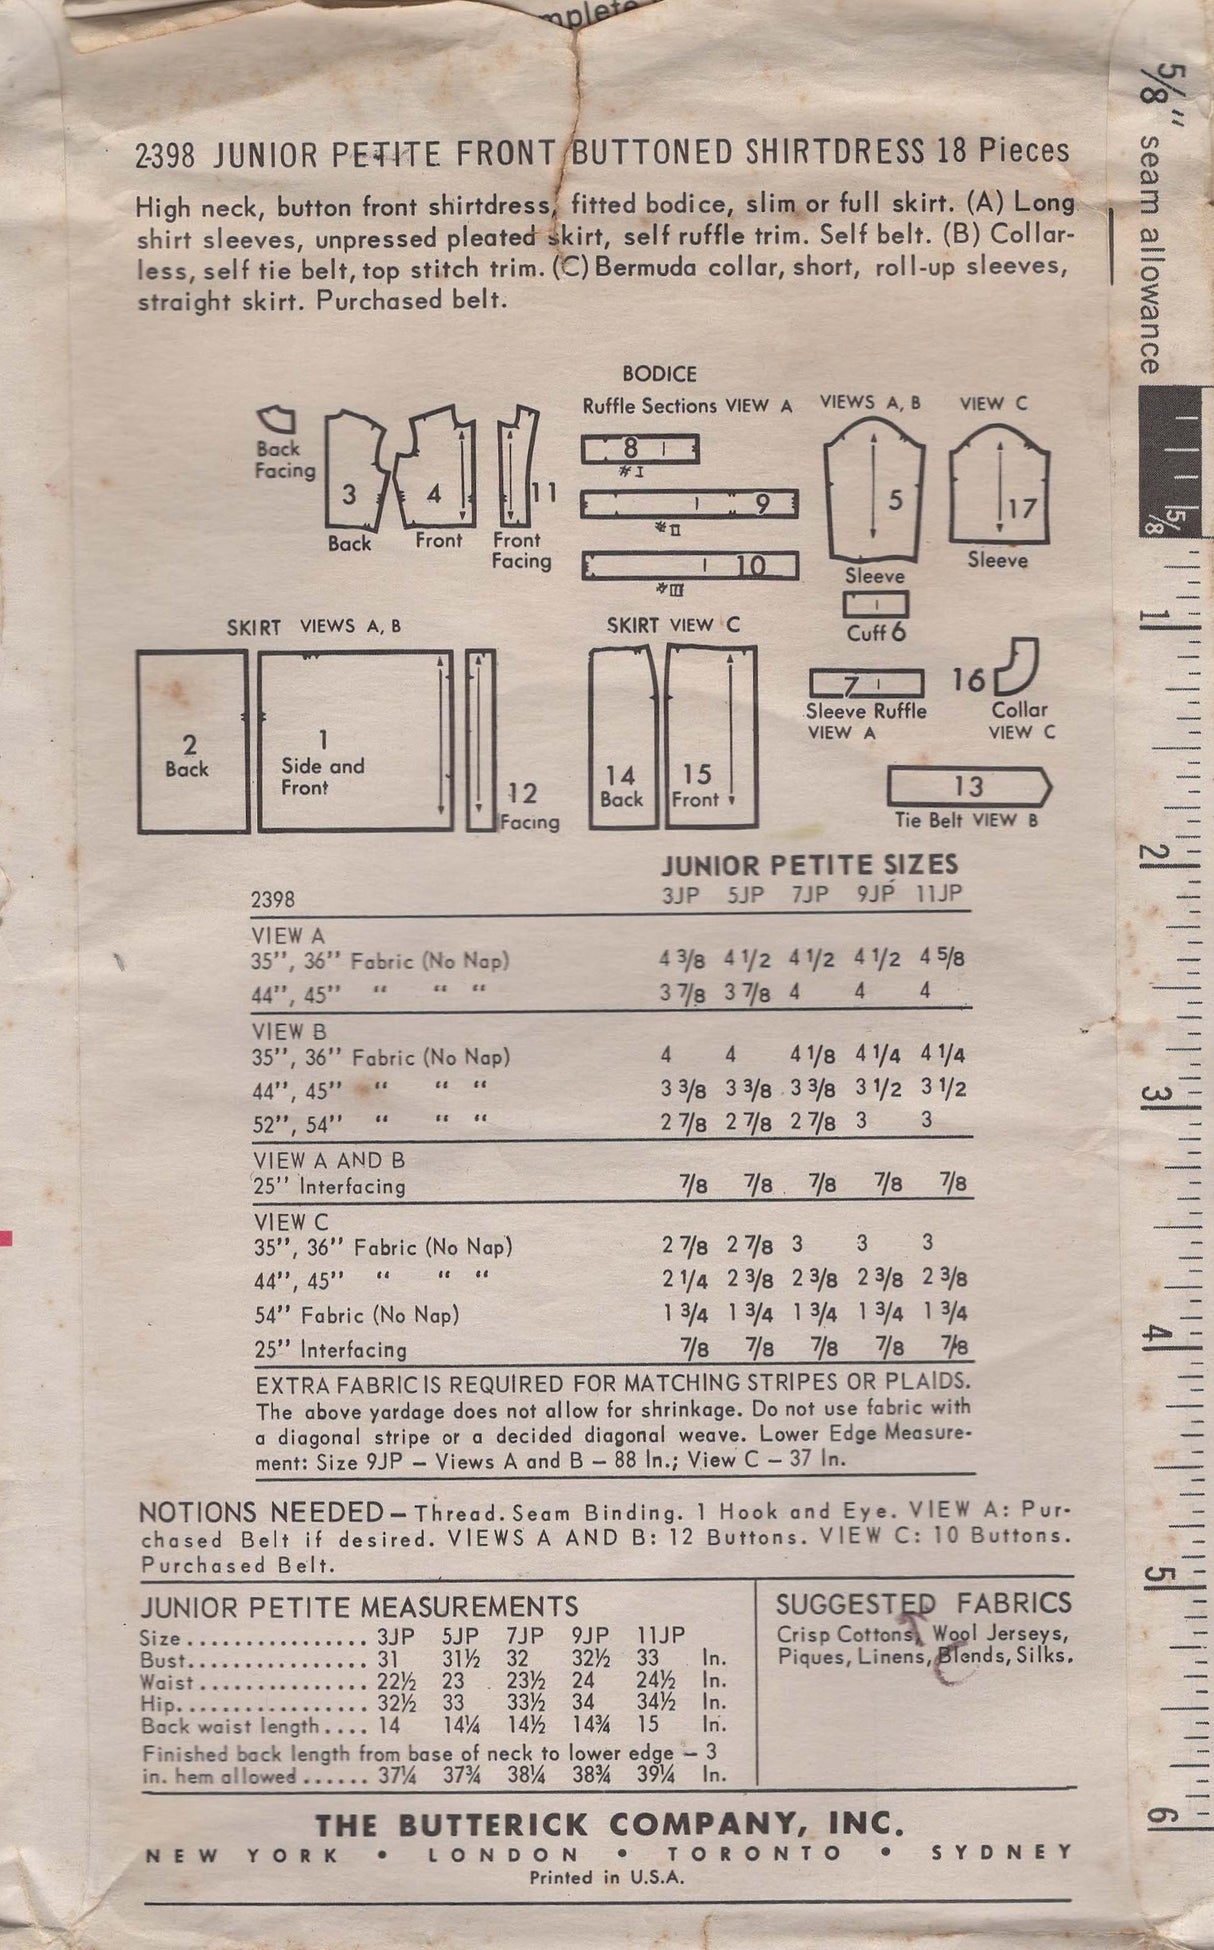 mplete
2-398 JUNIOR PETITE FRONT BUTTONED SHIRTDRESS 18 Pieces
High neck, button front shirtdress, fitted bodice, slim or full skirt. (A) Long
shirt sleeves, unpressed pleated skirt, self ruffle trim. Self belt. (B) Collar-
less, self tie belt, top stitch trim. (C) Bermuda collar, short, roll-up sleeves,
straight skirt. Purchased belt.
5/8" seam allowance
BODICE
Ruffle Sections VIEW A
VIEWS A, B
VIEW C
Back
Facing
3
Back
4
Front
11
Front
Facing
8
#I
9
#II
10
#III
5
Sleeve
17
Sleeve
Cuff 6
SKIRT VIEWS A, B
2
Back
1
Side and
Front
12
Facing
SKIRT VIEW C
14
Back
15
Front
7
Sleeve Ruffle
VIEW A
16
Collar
VIEW C
13
Tie Belt VIEW B
JUNIOR PETITE SIZES
2398 3JP 5JP 7JP 9JP 11JP
VIEW A
35'', 36'' Fabric (No Nap) 4 3/8 4 1/2 4 1/2 4 1/2 4 5/8
44'', 45'' “ “ “ 3 7/8 3 7/8 4 4 4
VIEW B
35'', 36'' Fabric (No Nap) 4 4 4 1/8 4 1/4 4 1/4
44'', 45'' “ “ “ 3 3/8 3 3/8 3 3/8 3 1/2 3 1/2
52'', 54'' “ “ “ 2 7/8 2 7/8 2 7/8 3 3
VIEW A AND B
25'' Interfacing 7/8 7/8 7/8 7/8 7/8
VIEW C
35'', 36'' Fabric (No Nap) 2 7/8 2 7/8 3 3 3
44'', 45'' “ “ “ 2 1/4 2 3/8 2 3/8 2 3/8 2 3/8
54'' Fabric (No Nap) 1 3/4 1 3/4 1 3/4 1 3/4 1 3/4
25'' Interfacing 7/8 7/8 7/8 7/8 7/8
EXTRA FABRIC IS REQUIRED FOR MATCHING STRIPES OR PLAIDS.
The above yardage does not allow for shrinkage. Do not use fabric with
a diagonal stripe or a decided diagonal weave. Lower Edge Measure-
ment: Size 9JP – Views A and B – 88 In.; View C – 37 In.
NOTIONS NEEDED – Thread. Seam Binding. 1 Hook and Eye. VIEW A: Pur-
chased Belt if desired. VIEWS A AND B: 12 Buttons. VIEW C: 10 Buttons.
Purchased Belt.
JUNIOR PETITE MEASUREMENTS
Size................ 3JP 5JP 7JP 9JP 11JP
Bust................ 31 31½ 32 32½ 33 In.
Waist............... 22½ 23 23½ 24 24½ In.
Hip................. 32½ 33 33½ 34 34½ In.
Back waist length.... 14 14¼ 14½ 14¾ 15 In.
Finished back length from base of neck to lower edge – 3
in. hem allowed...... 37¼ 37¾ 38¼ 38¾ 39¼ In.
SUGGESTED FABRICS
Crisp Cottons, Wool Jerseys,
Piques, Linens, Blends, Silks.
THE BUTTERICK COMPANY, INC.
NEW YORK • LONDON • TORONTO • SYDNEY
Printed in U.S.A.
5/8
1
2
3
4
5
6